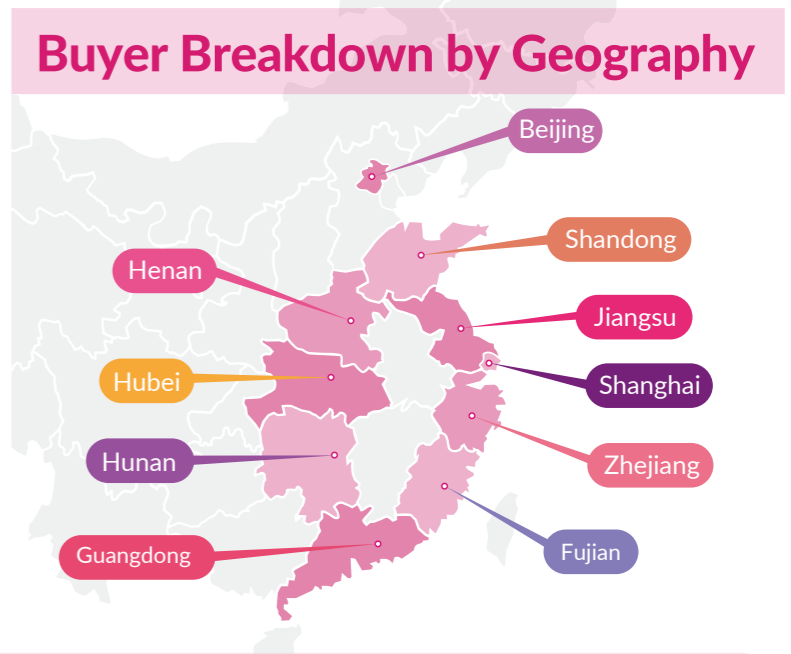 Buyer Breakdown by Geography
Beijing
Shandong
Henan
Jiangsu
Hubei
Shanghai
Hunan
Zhejiang
Guangdong
Fujian